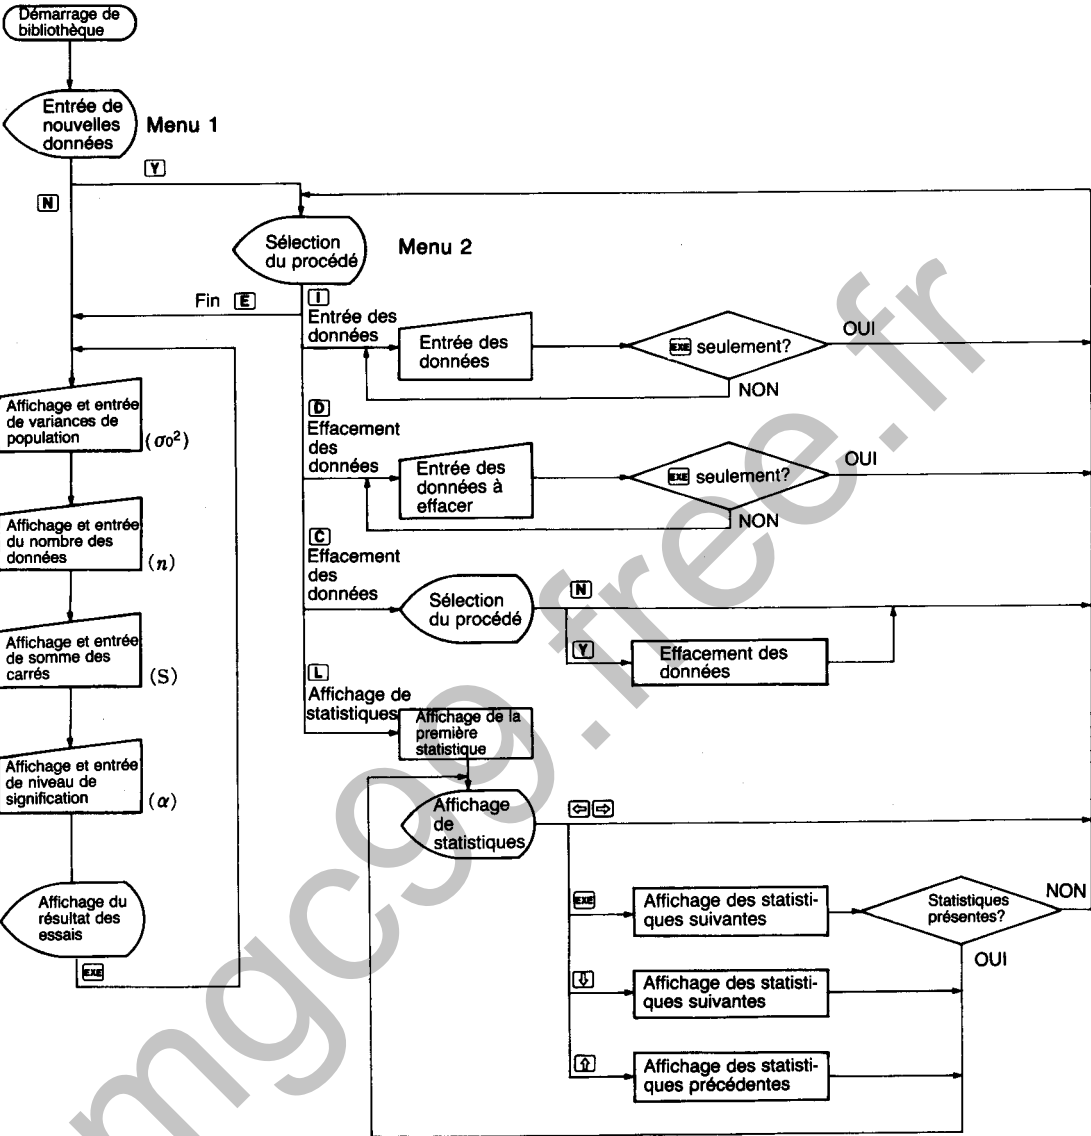 Démarrage de
bibliothèque
Entrée de
nouvelles
données
Menu 1
Y
N
Sélection
du procédé
Menu 2
Fin E
I
Entrée des
données
Entrée des
données
EXE seulement?
OUI
NON
D
Effacement
des
données
Entrée des
données à
effacer
EXE seulement?
OUI
NON
C
Effacement
des
données
Sélection
du procédé
N
Y
Effacement des
données
L
Affichage de
statistiques
Affichage de la
première
statistique
Affichage
de
statistiques
⇦ ⇨
EXE
Affichage des statisti-
ques suivantes
Statistiques
présentes?
NON
OUI
⇩
Affichage des statisti-
ques suivantes
⇧
Affichage des statisti-
ques précédentes
Affichage et entrée
de variances de
population
(σ0²)
Affichage et entrée
du nombre des
données
(n)
Affichage et entrée
de somme des
carrés
(S)
Affichage et entrée
de niveau de
signification
(α)
Affichage du
résultat des
essais
EXE
mgc99.free.fr